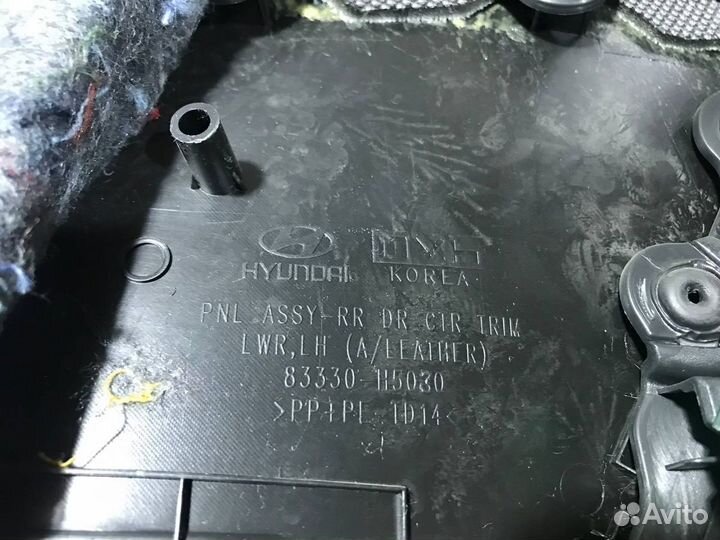 HYUNDAI
KOREA
PNL ASSY-RR DR CTR TRIM
LWR,LH (A/LEATHER)
83330-H5030
>PP+PE-TD14<
Avito